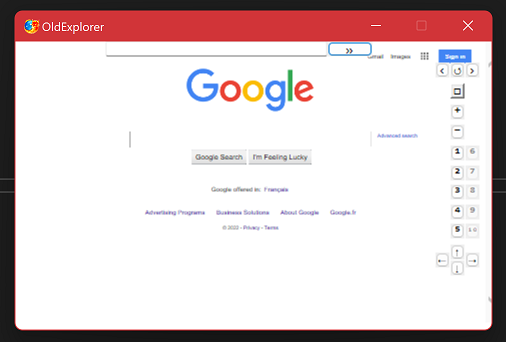 OldExplorer
»
Gmail Images Sign in
Google
Advanced search
Google Search I'm Feeling Lucky
Google offered in: Français
Advertising Programs Business Solutions About Google Google.fr
© 2022 - Privacy - Terms
+
−
1 6
2 7
3 8
4 9
5 10